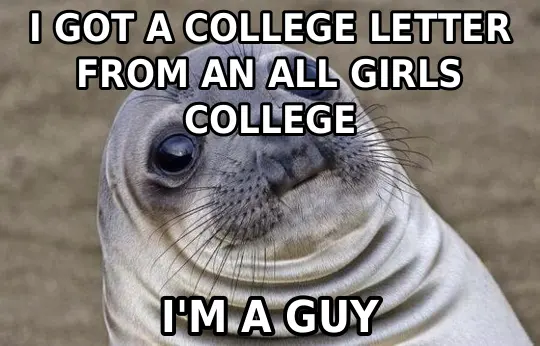 I GOT A COLLEGE LETTER
FROM AN ALL GIRLS
COLLEGE
I'M A GUY